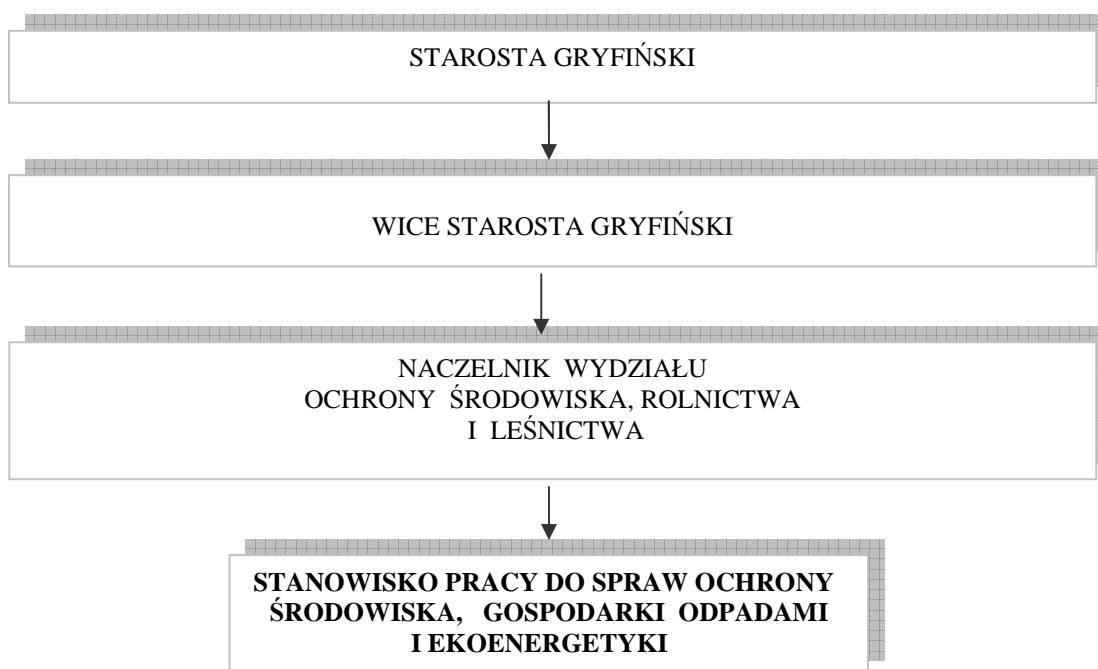 STAROSTA GRYFIŃSKI
WICE STAROSTA GRYFIŃSKI
NACZELNIK WYDZIAŁU
OCHRONY ŚRODOWISKA, ROLNICTWA
I LEŚNICTWA
STANOWISKO PRACY DO SPRAW OCHRONY
ŚRODOWISKA, GOSPODARKI ODPADAMI
I EKOENERGETYKI